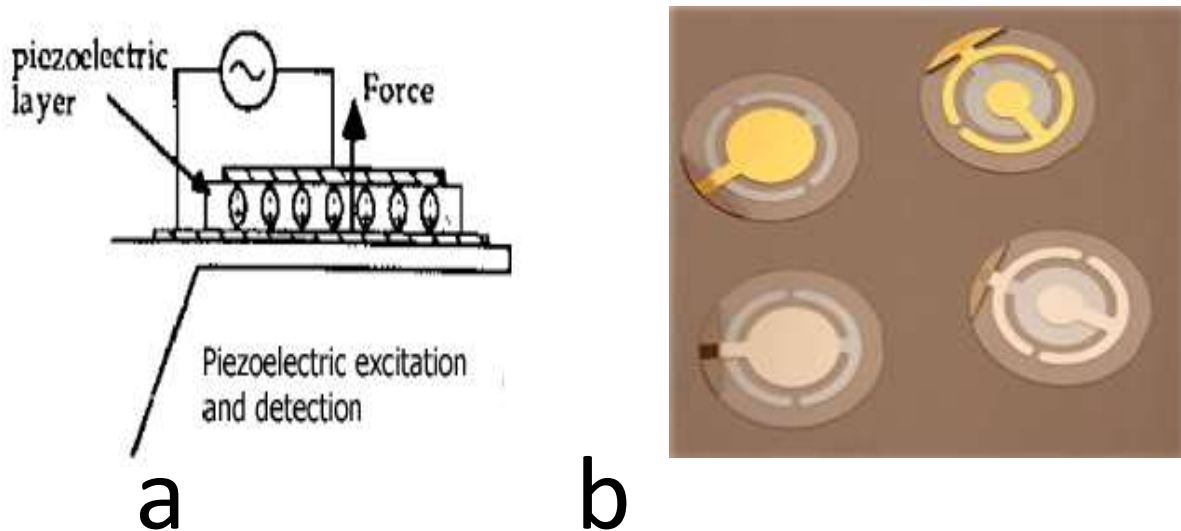 piezoelectric
layer
Force
Piezoelectric excitation
and detection
a
b